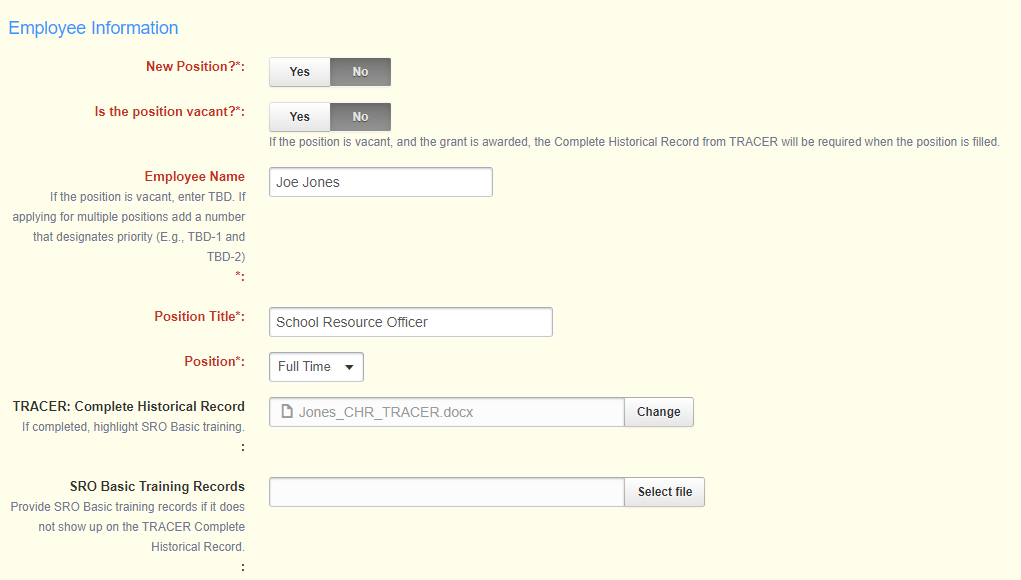 Employee Information
New Position?*: Yes No
Is the position vacant?*: Yes No
If the position is vacant, and the grant is awarded, the Complete Historical Record from TRACER will be required when the position is filled.
Employee Name Joe Jones
If the position is vacant, enter TBD. If
applying for multiple positions add a number
that designates priority (E.g., TBD-1 and
TBD-2)
*:
Position Title*: School Resource Officer
Position*: Full Time
TRACER: Complete Historical Record Jones_CHR_TRACER.docx Change
If completed, highlight SRO Basic training.
:
SRO Basic Training Records Select file
Provide SRO Basic training records if it does
not show up on the TRACER Complete
Historical Record.
: